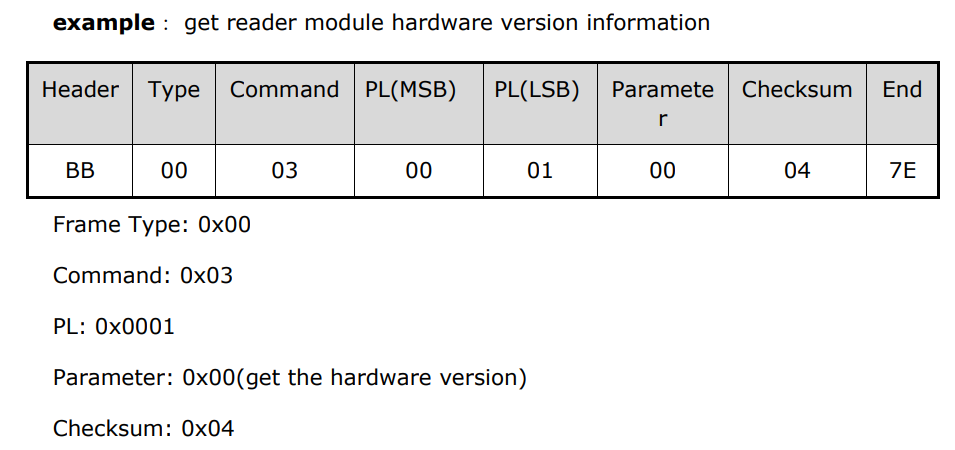 example： get reader module hardware version information
Header Type Command PL(MSB) PL(LSB) Paramete
r Checksum End
BB 00 03 00 01 00 04 7E
Frame Type: 0x00
Command: 0x03
PL: 0x0001
Parameter: 0x00(get the hardware version)
Checksum: 0x04